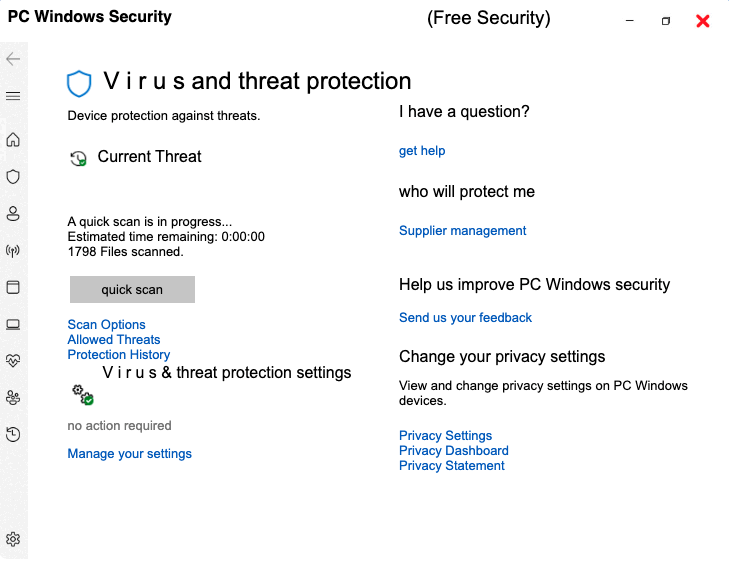 PC Windows Security
(Free Security)
V i r u s and threat protection
Device protection against threats.
Current Threat
A quick scan is in progress...
Estimated time remaining: 0:00:00
1798 Files scanned.
quick scan
Scan Options
Allowed Threats
Protection History
V i r u s & threat protection settings
no action required
Manage your settings
I have a question?
get help
who will protect me
Supplier management
Help us improve PC Windows security
Send us your feedback
Change your privacy settings
View and change privacy settings on PC Windows
devices.
Privacy Settings
Privacy Dashboard
Privacy Statement